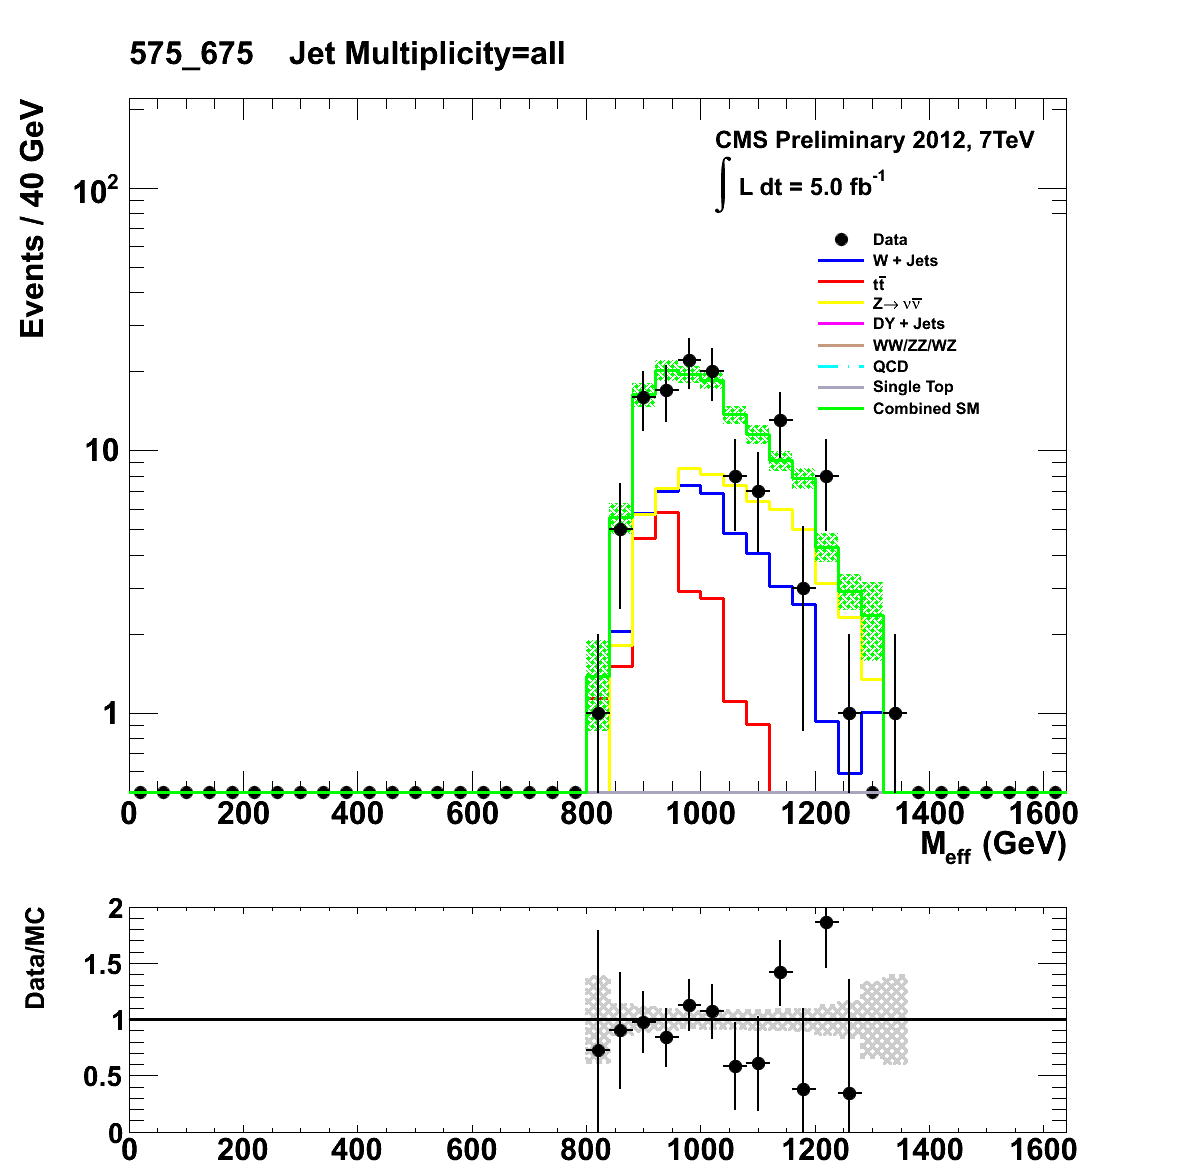 575_675    Jet Multiplicity=all
Events / 40 GeV
CMS Preliminary 2012, 7TeV
∫ L dt = 5.0 fb⁻¹
Data
W + Jets
tt̅
Z→ νν̅
DY + Jets
WW/ZZ/WZ
QCD
Single Top
Combined SM
10²
10
1
0 200 400 600 800 1000 1200 1400 1600
M_eff (GeV)
Data/MC
2
1.5
1
0.5
0
0 200 400 600 800 1000 1200 1400 1600